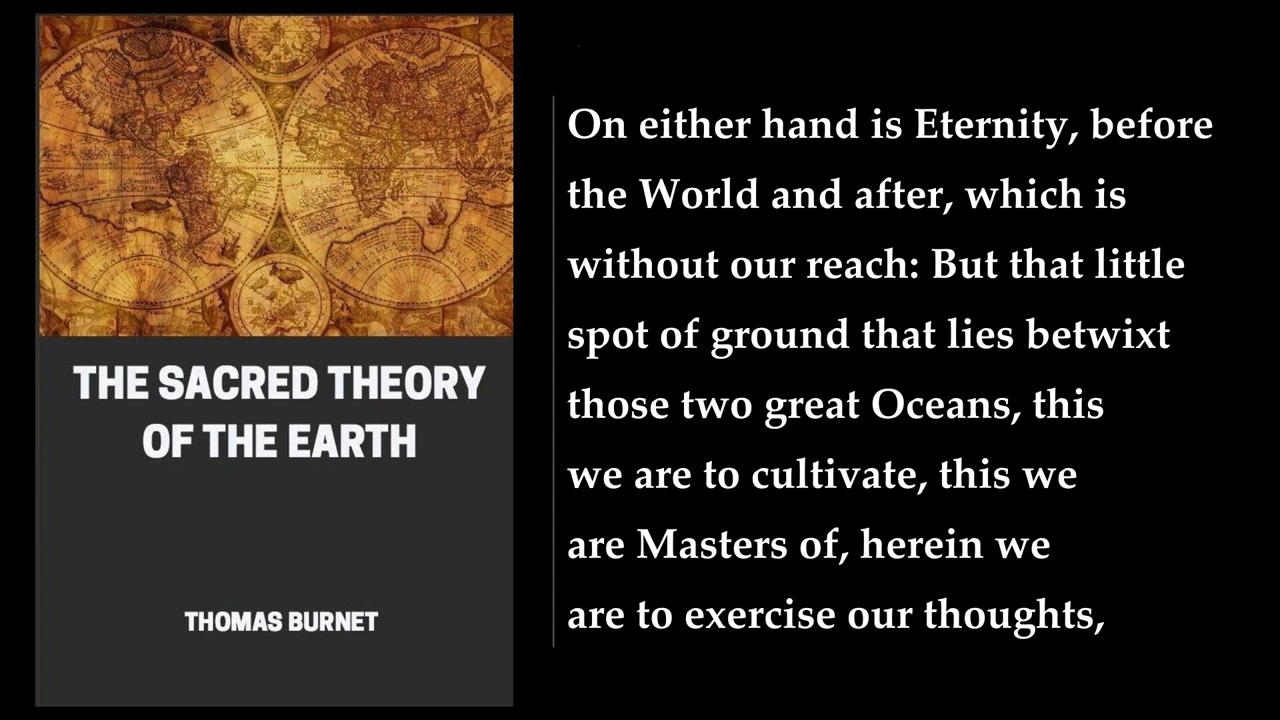 THE SACRED THEORY
OF THE EARTH
THOMAS BURNET
On either hand is Eternity, before
the World and after, which is
without our reach: But that little
spot of ground that lies betwixt
those two great Oceans, this
we are to cultivate, this we
are Masters of, herein we
are to exercise our thoughts,